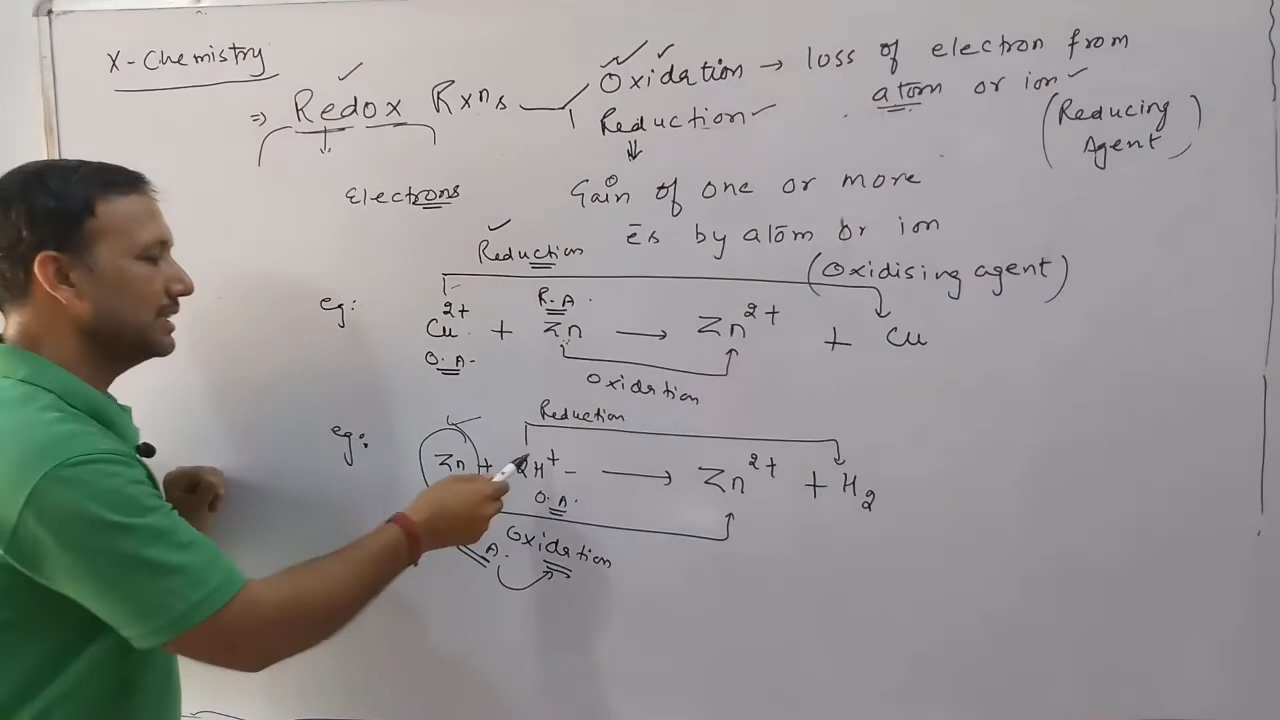 X-Chemistry
⇒ Redox Rxⁿs
Oxidation → loss of electron from
atom or ion
(Reducing Agent)
Reduction
⇓
Gain of one or more
ēs by atom or ion
(Oxidising agent)
Electrons
Reduction
eg: Cu²⁺ + Zn → Zn²⁺ + Cu
R.A.
O.A.
Oxidation
Reduction
eg: Zn + 2H⁺ → Zn²⁺ + H₂
O.A.
A.
Oxidation